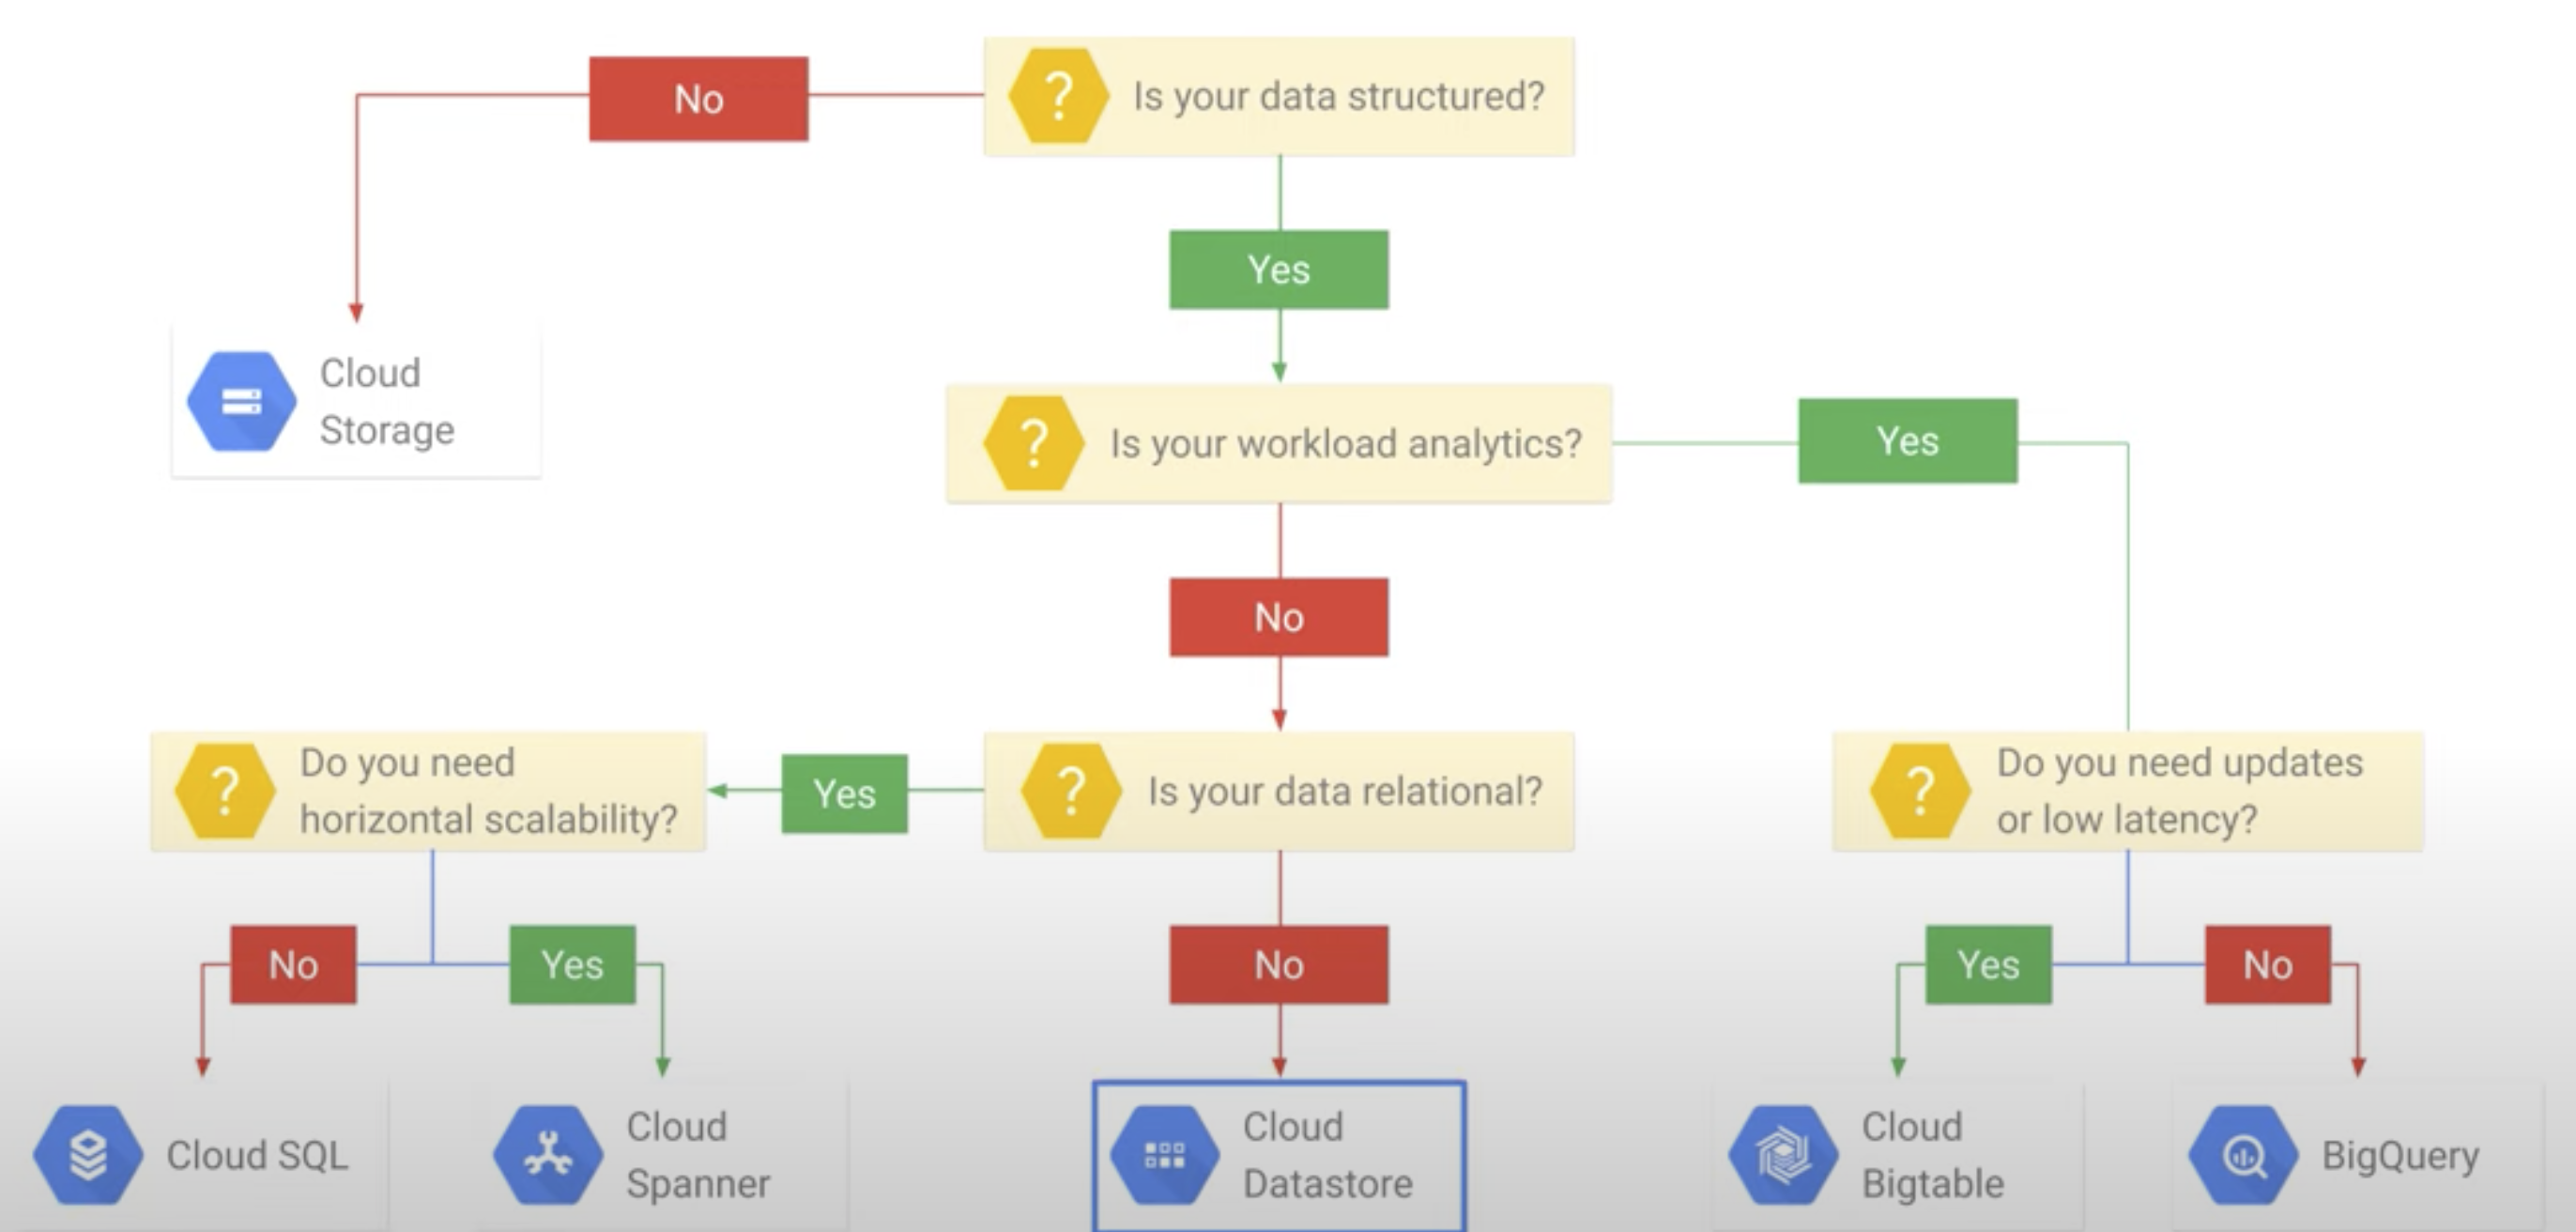 No
?
Is your data structured?
Yes
Cloud
Storage
?
Is your workload analytics?
Yes
No
?
Do you need
horizontal scalability?
Yes
?
Is your data relational?
?
Do you need updates
or low latency?
No
Yes
No
Yes
No
Cloud SQL
Cloud
Spanner
Cloud
Datastore
Cloud
Bigtable
BigQuery